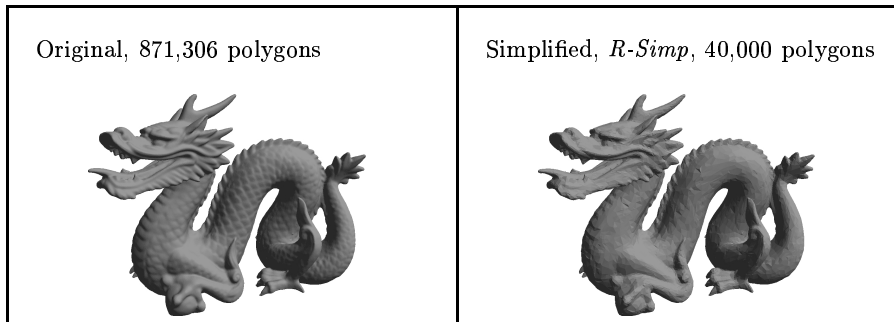 Original, 871,306 polygons
Simplified, R-Simp, 40,000 polygons